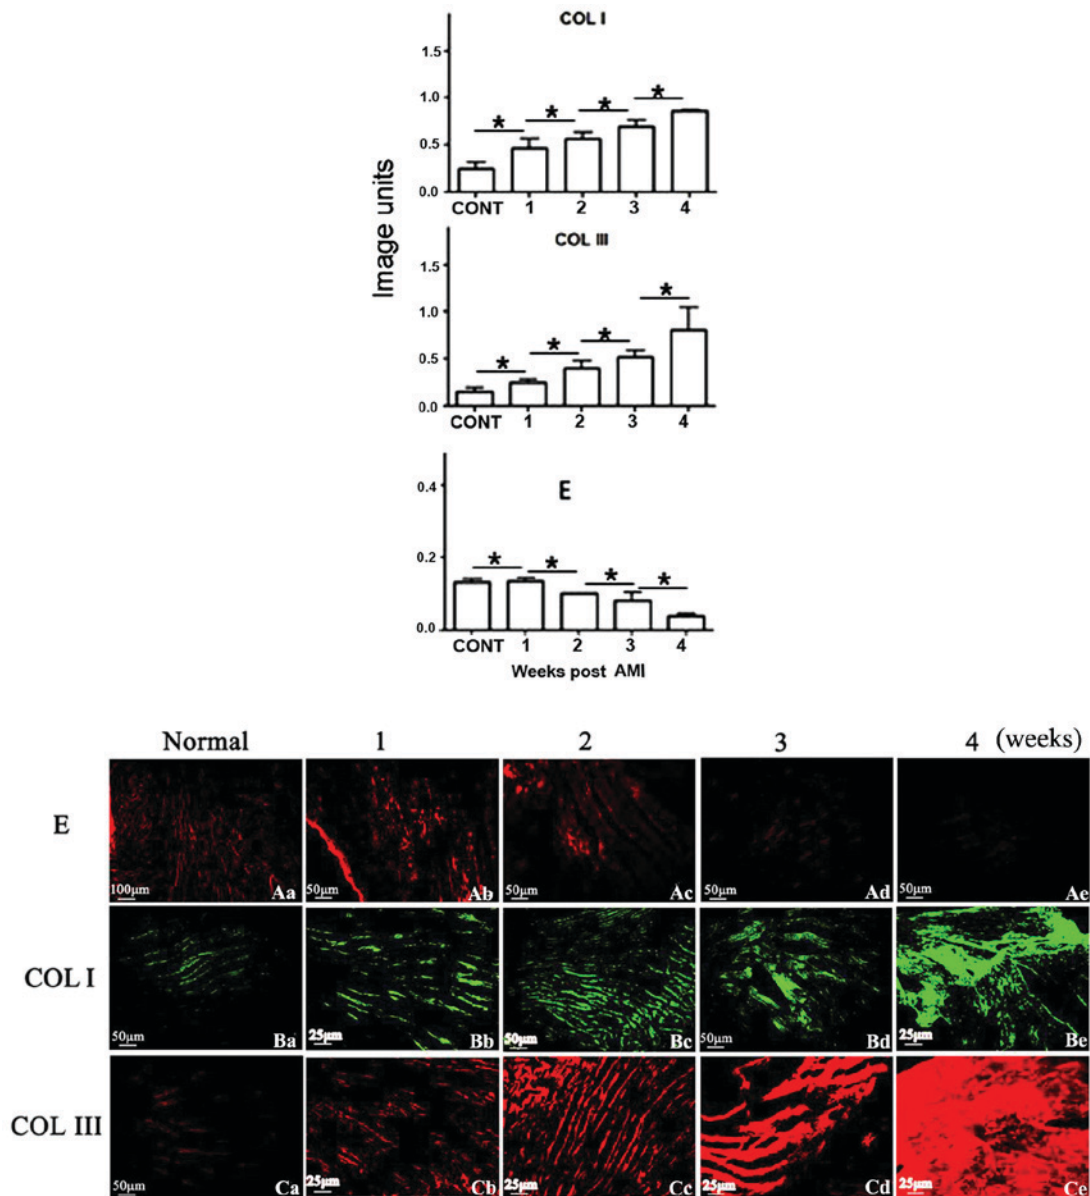 COL I
1.5
1.0
0.5
0.0
* * * *
CONT 1 2 3 4
Image units
COL III
1.5
1.0
0.5
0.0
* * * *
CONT 1 2 3 4
E
0.4
0.2
0.0
* * * *
CONT 1 2 3 4
Weeks post AMI
Normal 1 2 3 4 (weeks)
E
100μm Aa 50μm Ab 50μm Ac 50μm Ad 50μm Ae
COL I
50μm Ba 25μm Bb 50μm Bc 50μm Bd 25μm Be
COL III
50μm Ca 25μm Cb 25μm Cc 25μm Cd 25μm Ce